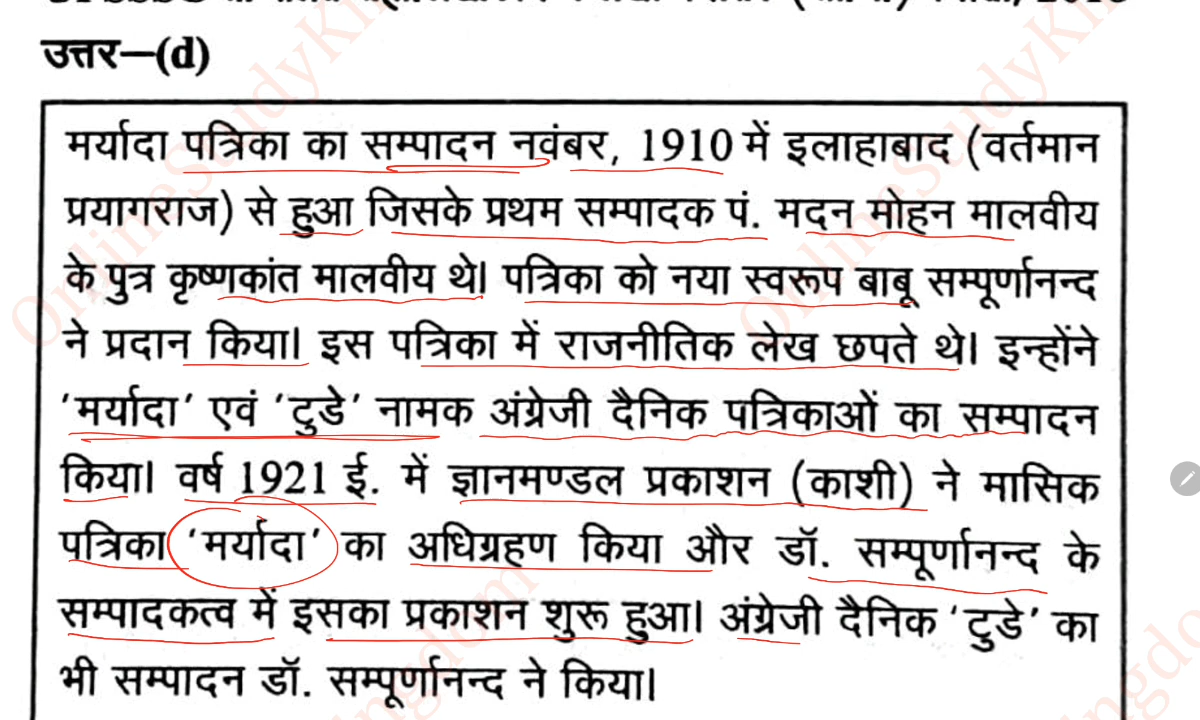 उत्तर—(d)
मर्यादा पत्रिका का सम्पादन नवंबर, 1910 में इलाहाबाद (वर्तमान
प्रयागराज) से हुआ जिसके प्रथम सम्पादक पं. मदन मोहन मालवीय
के पुत्र कृष्णकांत मालवीय थे। पत्रिका को नया स्वरूप बाबू सम्पूर्णानन्द
ने प्रदान किया। इस पत्रिका में राजनीतिक लेख छपते थे। इन्होंने
'मर्यादा' एवं 'टुडे' नामक अंग्रेजी दैनिक पत्रिकाओं का सम्पादन
किया। वर्ष 1921 ई. में ज्ञानमण्डल प्रकाशन (काशी) ने मासिक
पत्रिका 'मर्यादा' का अधिग्रहण किया और डॉ. सम्पूर्णानन्द के
सम्पादकत्व में इसका प्रकाशन शुरू हुआ। अंग्रेजी दैनिक 'टुडे' का
भी सम्पादन डॉ. सम्पूर्णानन्द ने किया।